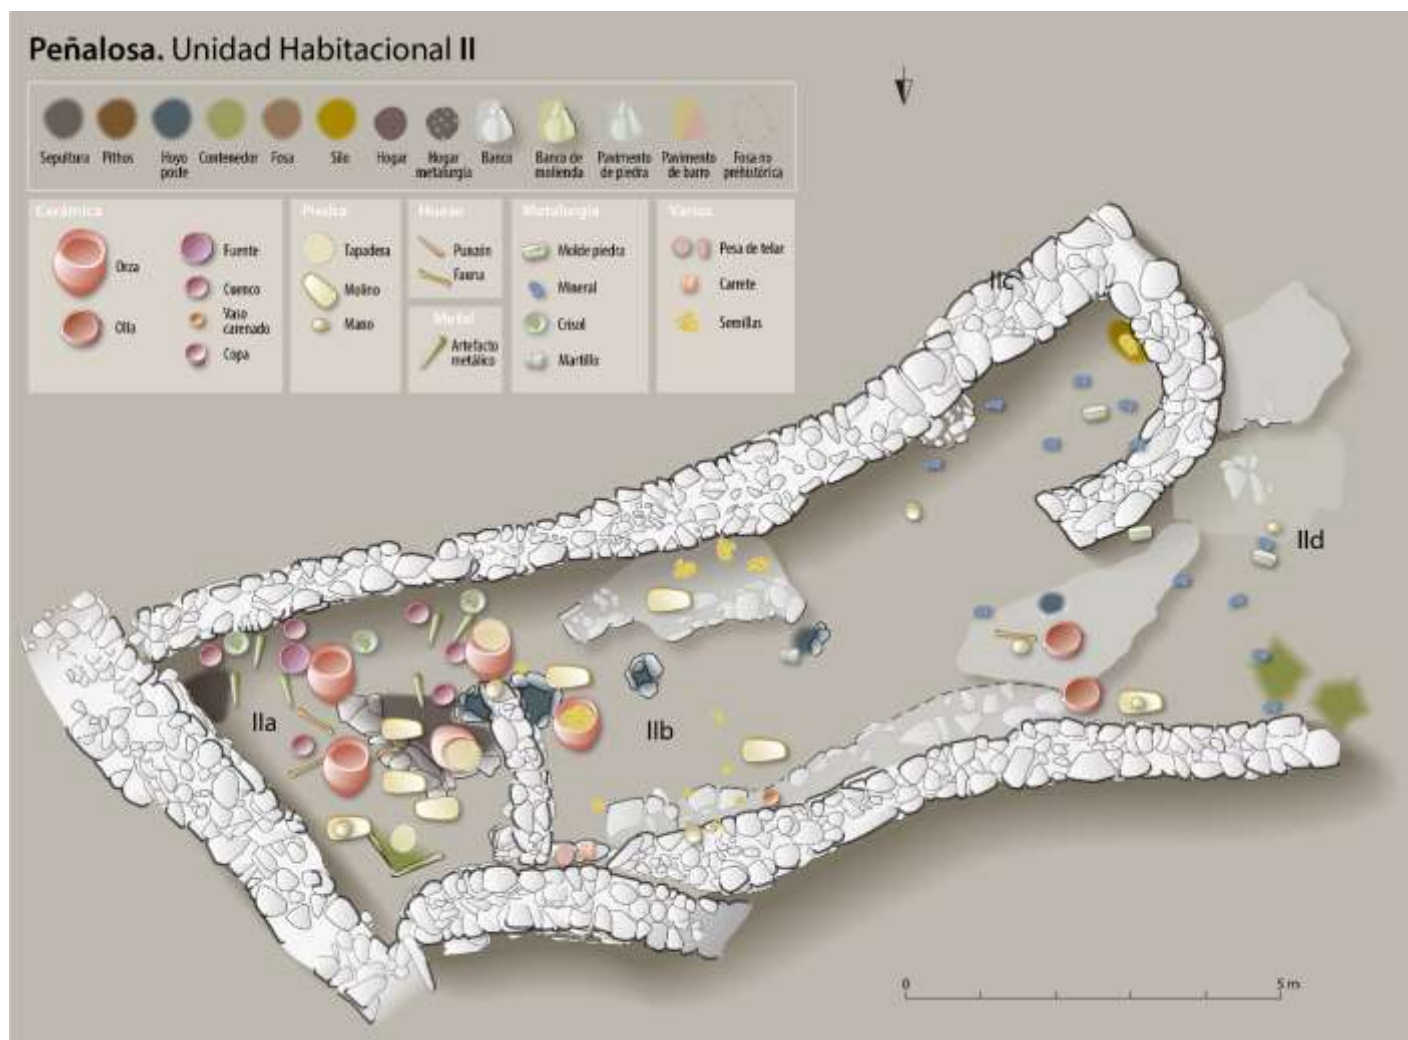 Peñalosa. Unidad Habitacional II
Sepultura Pithos Hoyo poste Contenedor Fosa Silo Hogar Hogar metalurgia Banco Banco de molienda Pavimento de piedra Pavimento de barro Fosa no prehistórica
Cerámica
Orza
Olla
Fuente
Cuenco
Vaso
carenado
Copa
Piedra
Tapadera
Molino
Mano
Hueso
Punzón
Fauna
Metal
Artefacto
metálico
Metalurgia
Molde piedra
Mineral
Crisol
Martillo
Varios
Pesa de telar
Carrete
Semillas
IIc
IId
IIa
IIb
0 5 m